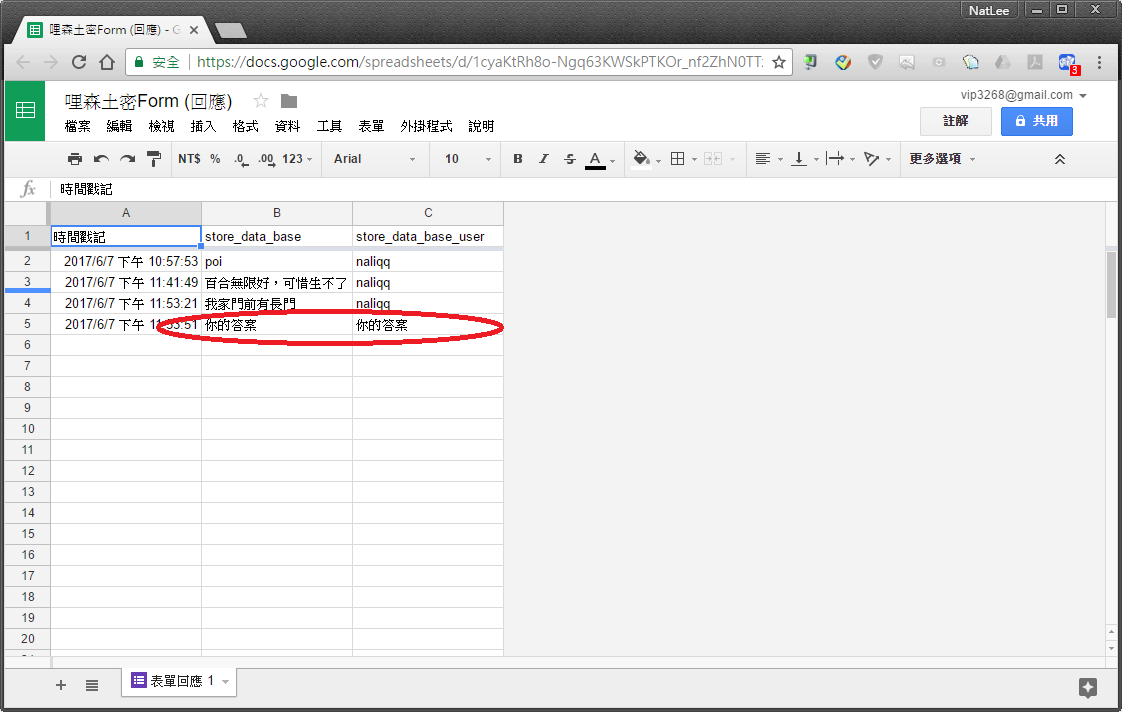 NatLee
哩森土密Form (回應) - G
安全 https://docs.google.com/spreadsheets/d/1cyaKtRh8o-Ngq63KWSkPTKOr_nf2ZhN0TT
3
哩森土密Form (回應)
vip3268@gmail.com
檔案 編輯 檢視 插入 格式 資料 工具 表單 外掛程式 說明
註解 共用
NT$ % .0 .00 123 Arial 10 B I S A 更多選項
fx 時間戳記
A B C
1 時間戳記 store_data_base store_data_base_user
2 2017/6/7 下午 10:57:53 poi naliqq
3 2017/6/7 下午 11:41:49 百合無限好，可惜生不了 naliqq
4 2017/6/7 下午 11:53:21 我家門前有長門 naliqq
5 2017/6/7 下午 11:53:51 你的答案 你的答案
6
7
8
9
10
11
12
13
14
15
16
17
18
19
20
表單回應 1